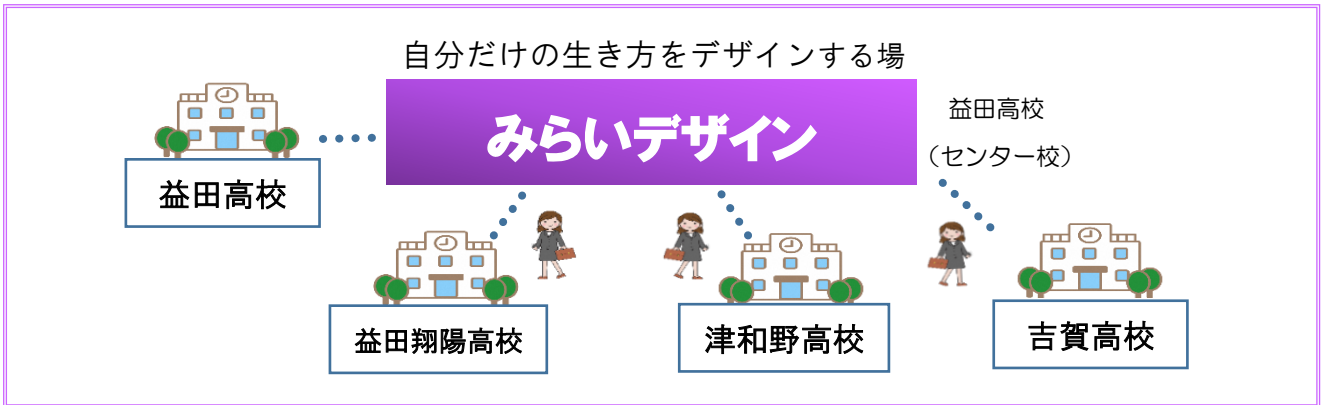 自分だけの生き方をデザインする場
みらいデザイン
益田高校
（センター校）
益田高校
益田翔陽高校
津和野高校
吉賀高校